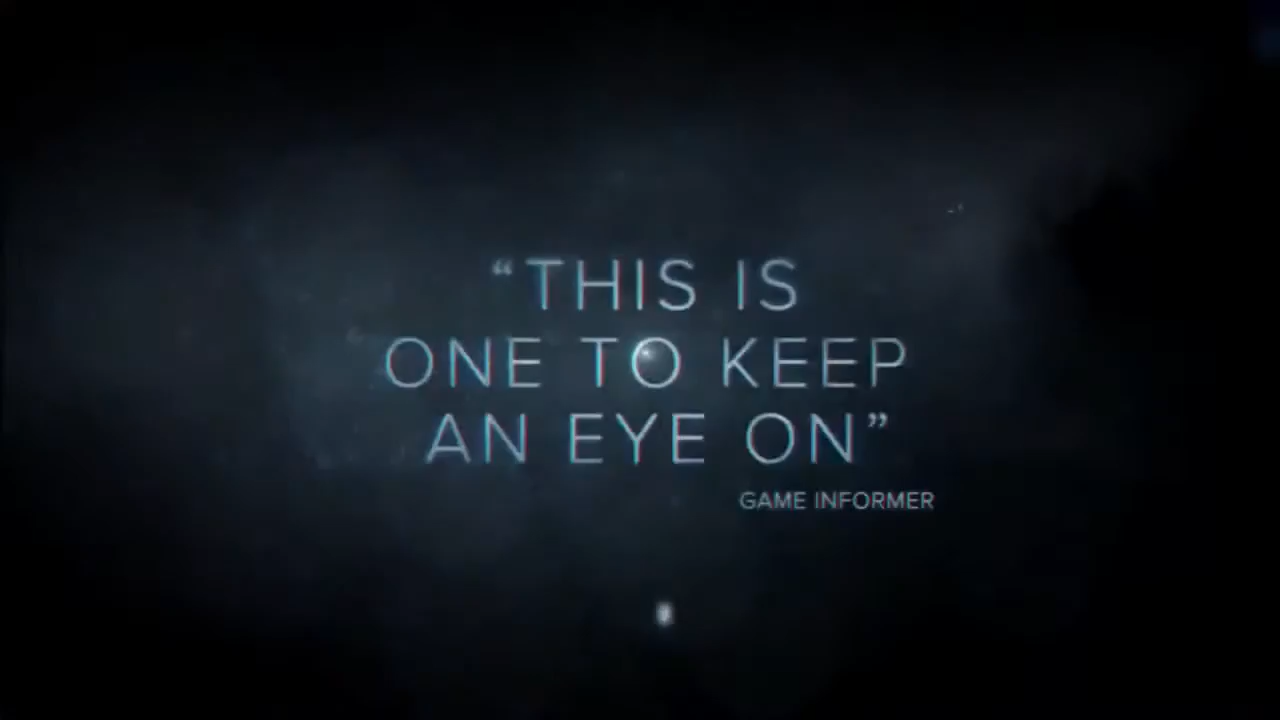 “THIS IS
ONE TO KEEP
AN EYE ON”
GAME INFORMER